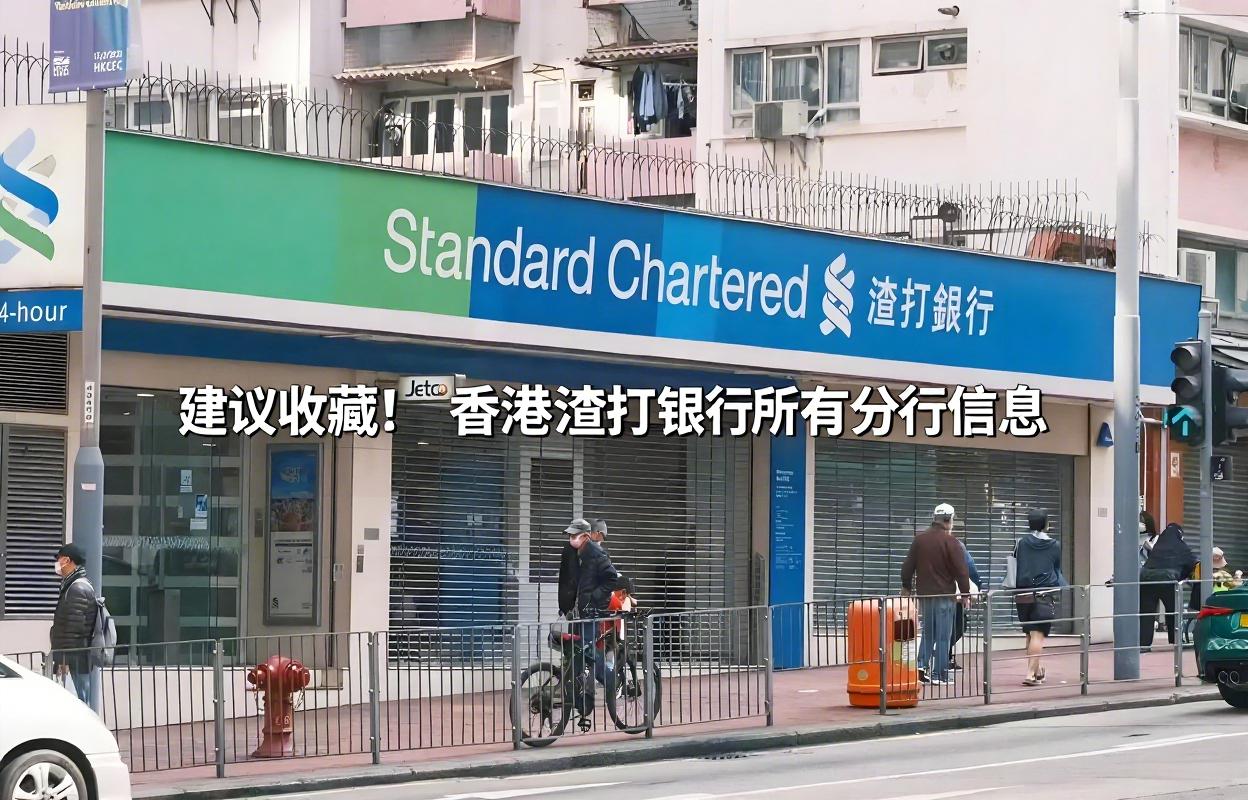 HKCEC
Standard Chartered 渣打銀行
4-hour
Jetco
建议收藏! 香港渣打银行所有分行信息